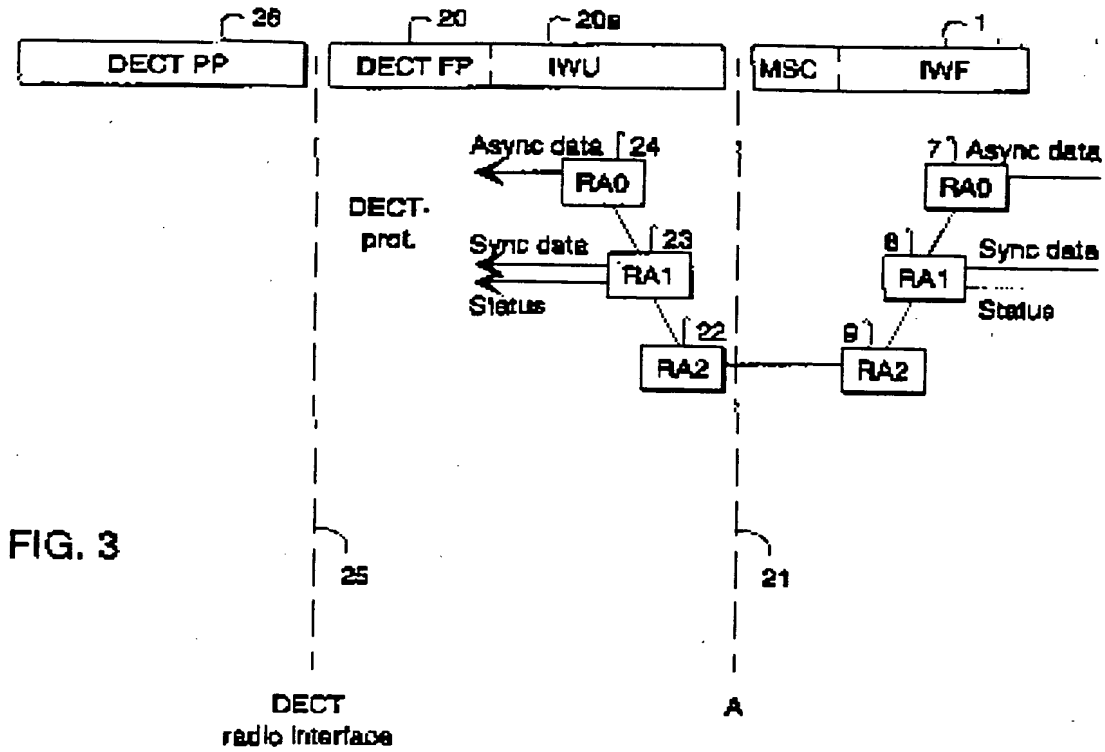 26 20 20a 1
DECT PP DECT FP IWU MSC IWF
Async data 24 7 Async data
RA0 RA0
DECT-
prot.
Sync data 23 8 Sync data
RA1 RA1
Status Status
22 9
RA2 RA2
FIG. 3
25 21
DECT A
radio interface